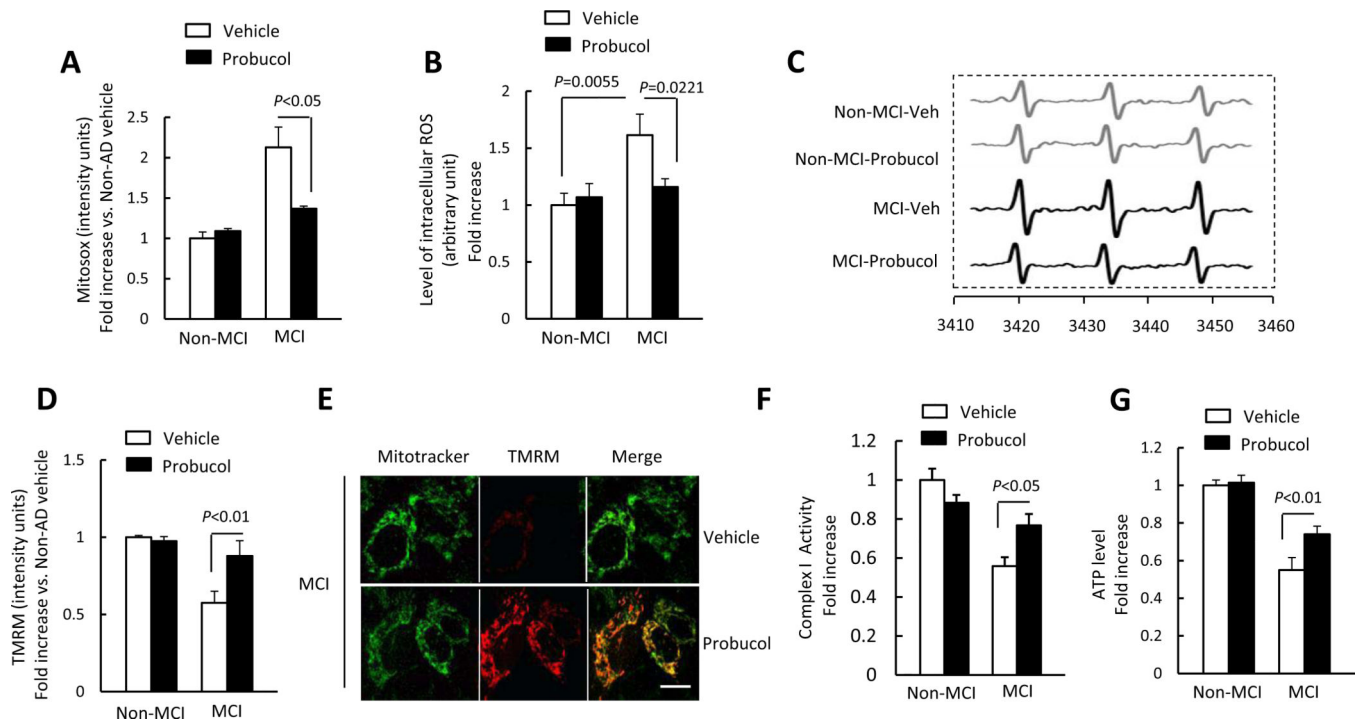 A
Vehicle
Probucol
P<0.05
Mitosox (intensity units)
Fold increase vs. Non-AD vehicle
2.5
2
1.5
1
0.5
0
Non-MCI MCI
B
Vehicle
Probucol
P=0.0055
P=0.0221
Level of intracellular ROS
(arbitrary unit)
Fold increase
2
1.5
1
0.5
0
Non-MCI MCI
C
Non-MCI-Veh
Non-MCI-Probucol
MCI-Veh
MCI-Probucol
3410 3420 3430 3440 3450 3460
D
Vehicle
Probucol
P<0.01
TMRM (intensity units)
Fold increase vs. Non-AD vehicle
1.5
1
0.5
0
Non-MCI MCI
E
Mitotracker TMRM Merge
MCI
Vehicle
Probucol
F
Vehicle
Probucol
P<0.05
Complex I Activity
Fold increase
1.2
1
0.8
0.6
0.4
0.2
0
Non-MCI MCI
G
Vehicle
Probucol
P<0.01
ATP level
Fold increase
1.2
1
0.8
0.6
0.4
0.2
0
Non-MCI MCI